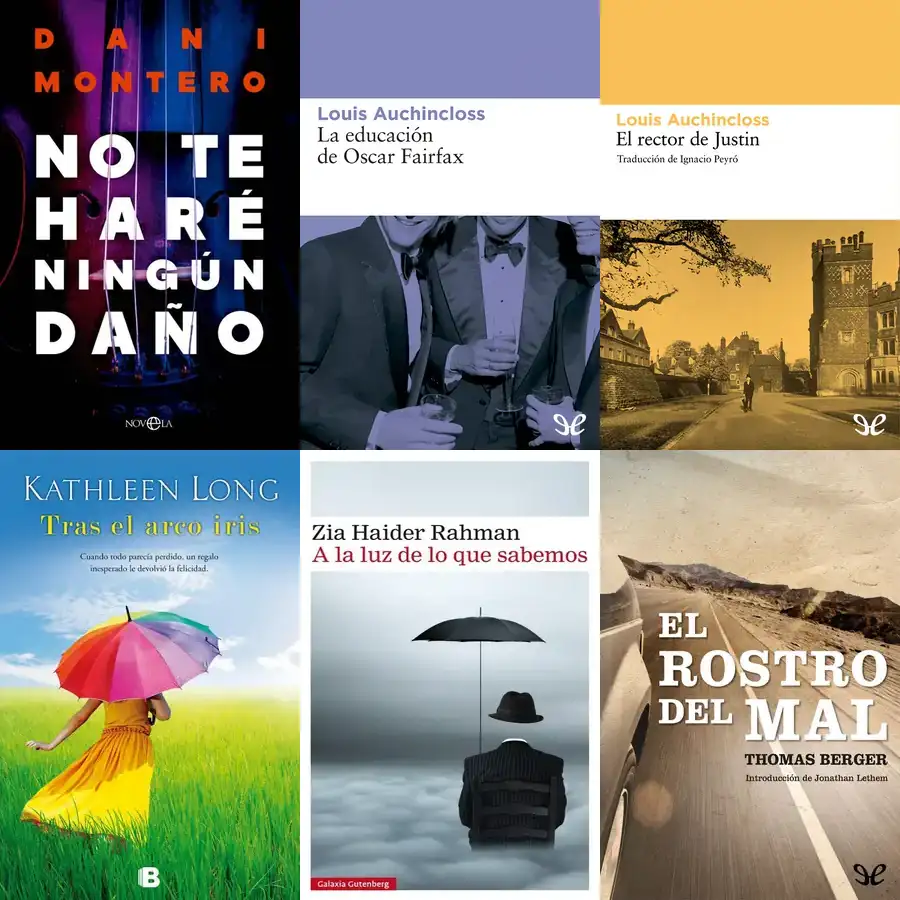 DANI
MONTERO
NO TE
HARÉ
NINGÚN
DAÑO
NOVELA
Louis Auchincloss
La educación
de Oscar Fairfax
Louis Auchincloss
El rector de Justin
Traducción de Ignacio Peyró
KATHLEEN LONG
Tras el arco iris
Cuando todo parecía perdido, un regalo
inesperado le devolvió la felicidad.
B
Zia Haider Rahman
A la luz de lo que sabemos
Galaxia Gutenberg
EL
ROSTRO
DEL MAL
THOMAS BERGER
Introducción de Jonathan Lethem